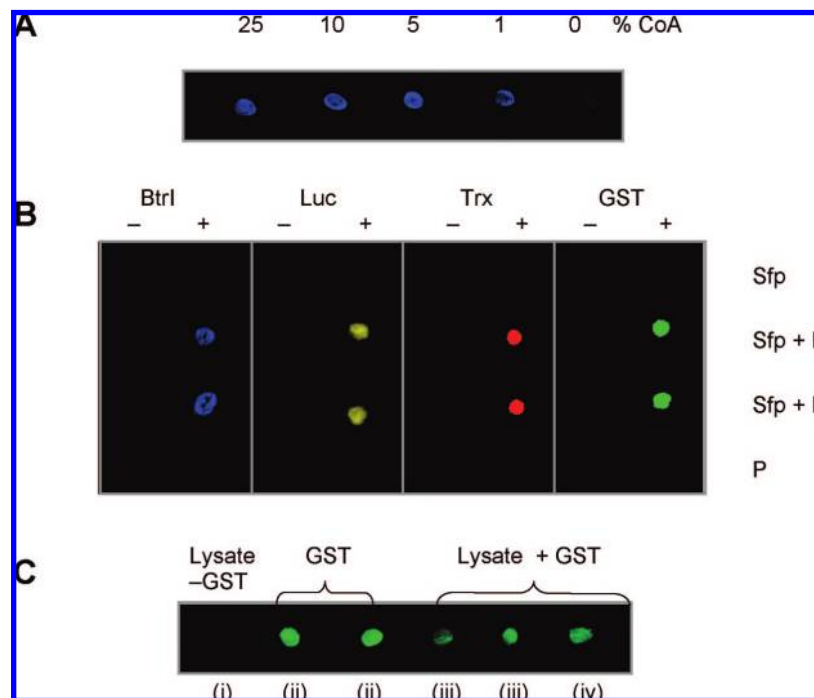 A 25 10 5 1 0 % CoA
B BtrI Luc Trx GST
– + – + – + – +
Sfp
Sfp +
Sfp +
P
C Lysate –GST GST Lysate + GST
(i) (ii) (ii) (iii) (iii) (iv)